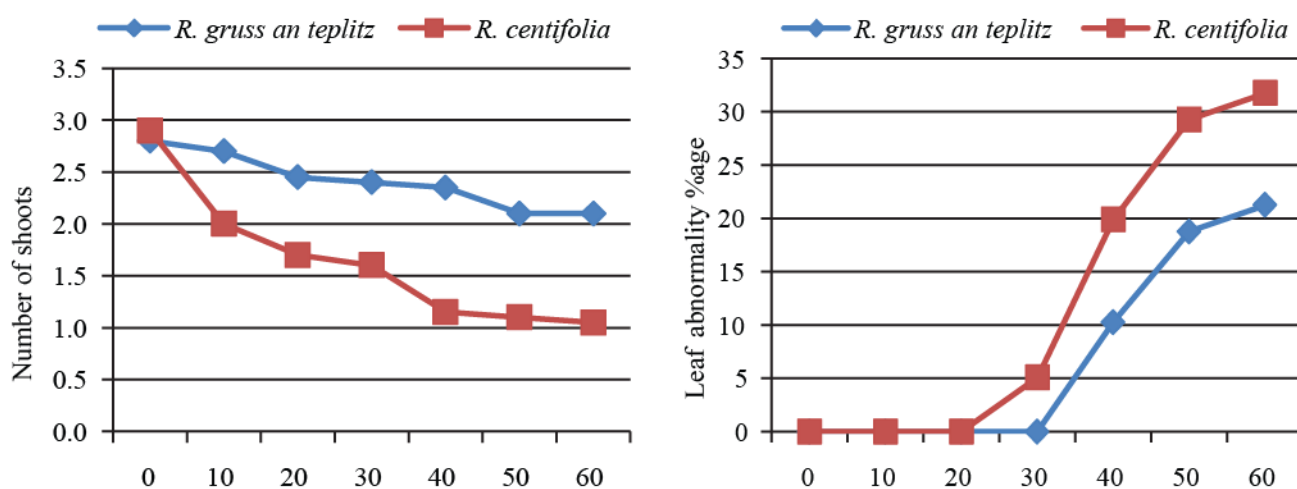 R. gruss an teplitz R. centifolia
3.5
3.0
2.5
2.0
1.5
1.0
0.5
0.0
Number of shoots
0 10 20 30 40 50 60
R. gruss an teplitz R. centifolia
35
30
25
20
15
10
5
0
Leaf abnormality %age
0 10 20 30 40 50 60